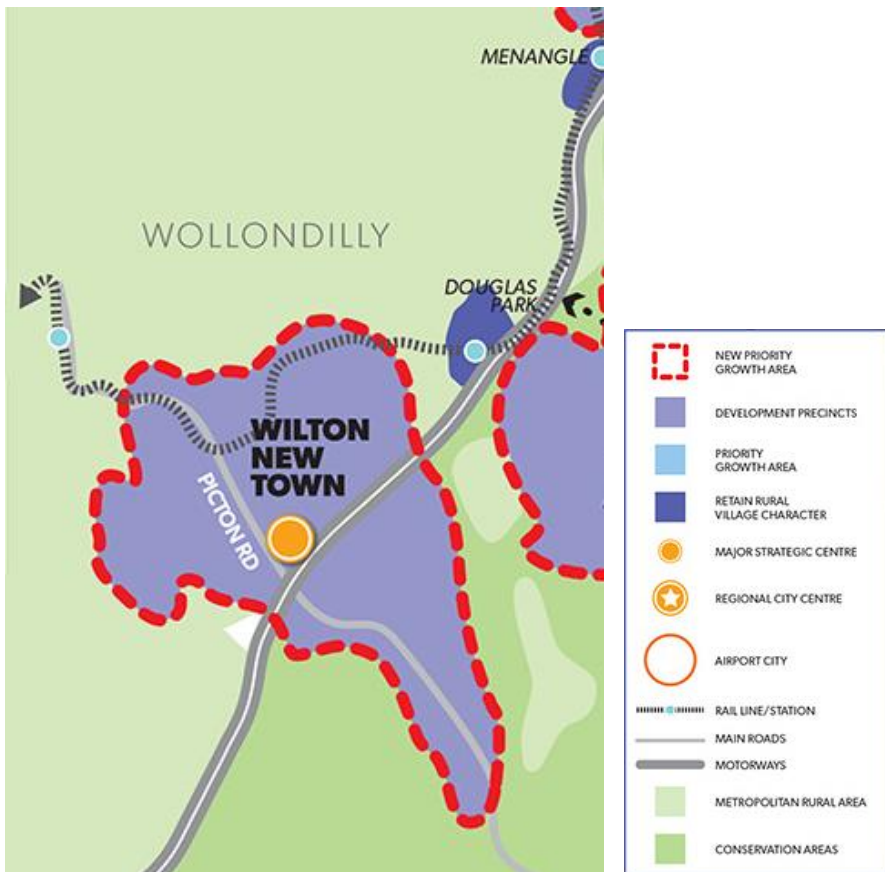 MENANGLE
WOLLONDILLY
DOUGLAS
PARK
WILTON
NEW
TOWN
PICTON RD
NEW PRIORITY
GROWTH AREA
DEVELOPMENT PRECINCTS
PRIORITY
GROWTH AREA
RETAIN RURAL
VILLAGE CHARACTER
MAJOR STRATEGIC CENTRE
REGIONAL CITY CENTRE
AIRPORT CITY
RAIL LINE/STATION
MAIN ROADS
MOTORWAYS
METROPOLITAN RURAL AREA
CONSERVATION AREAS